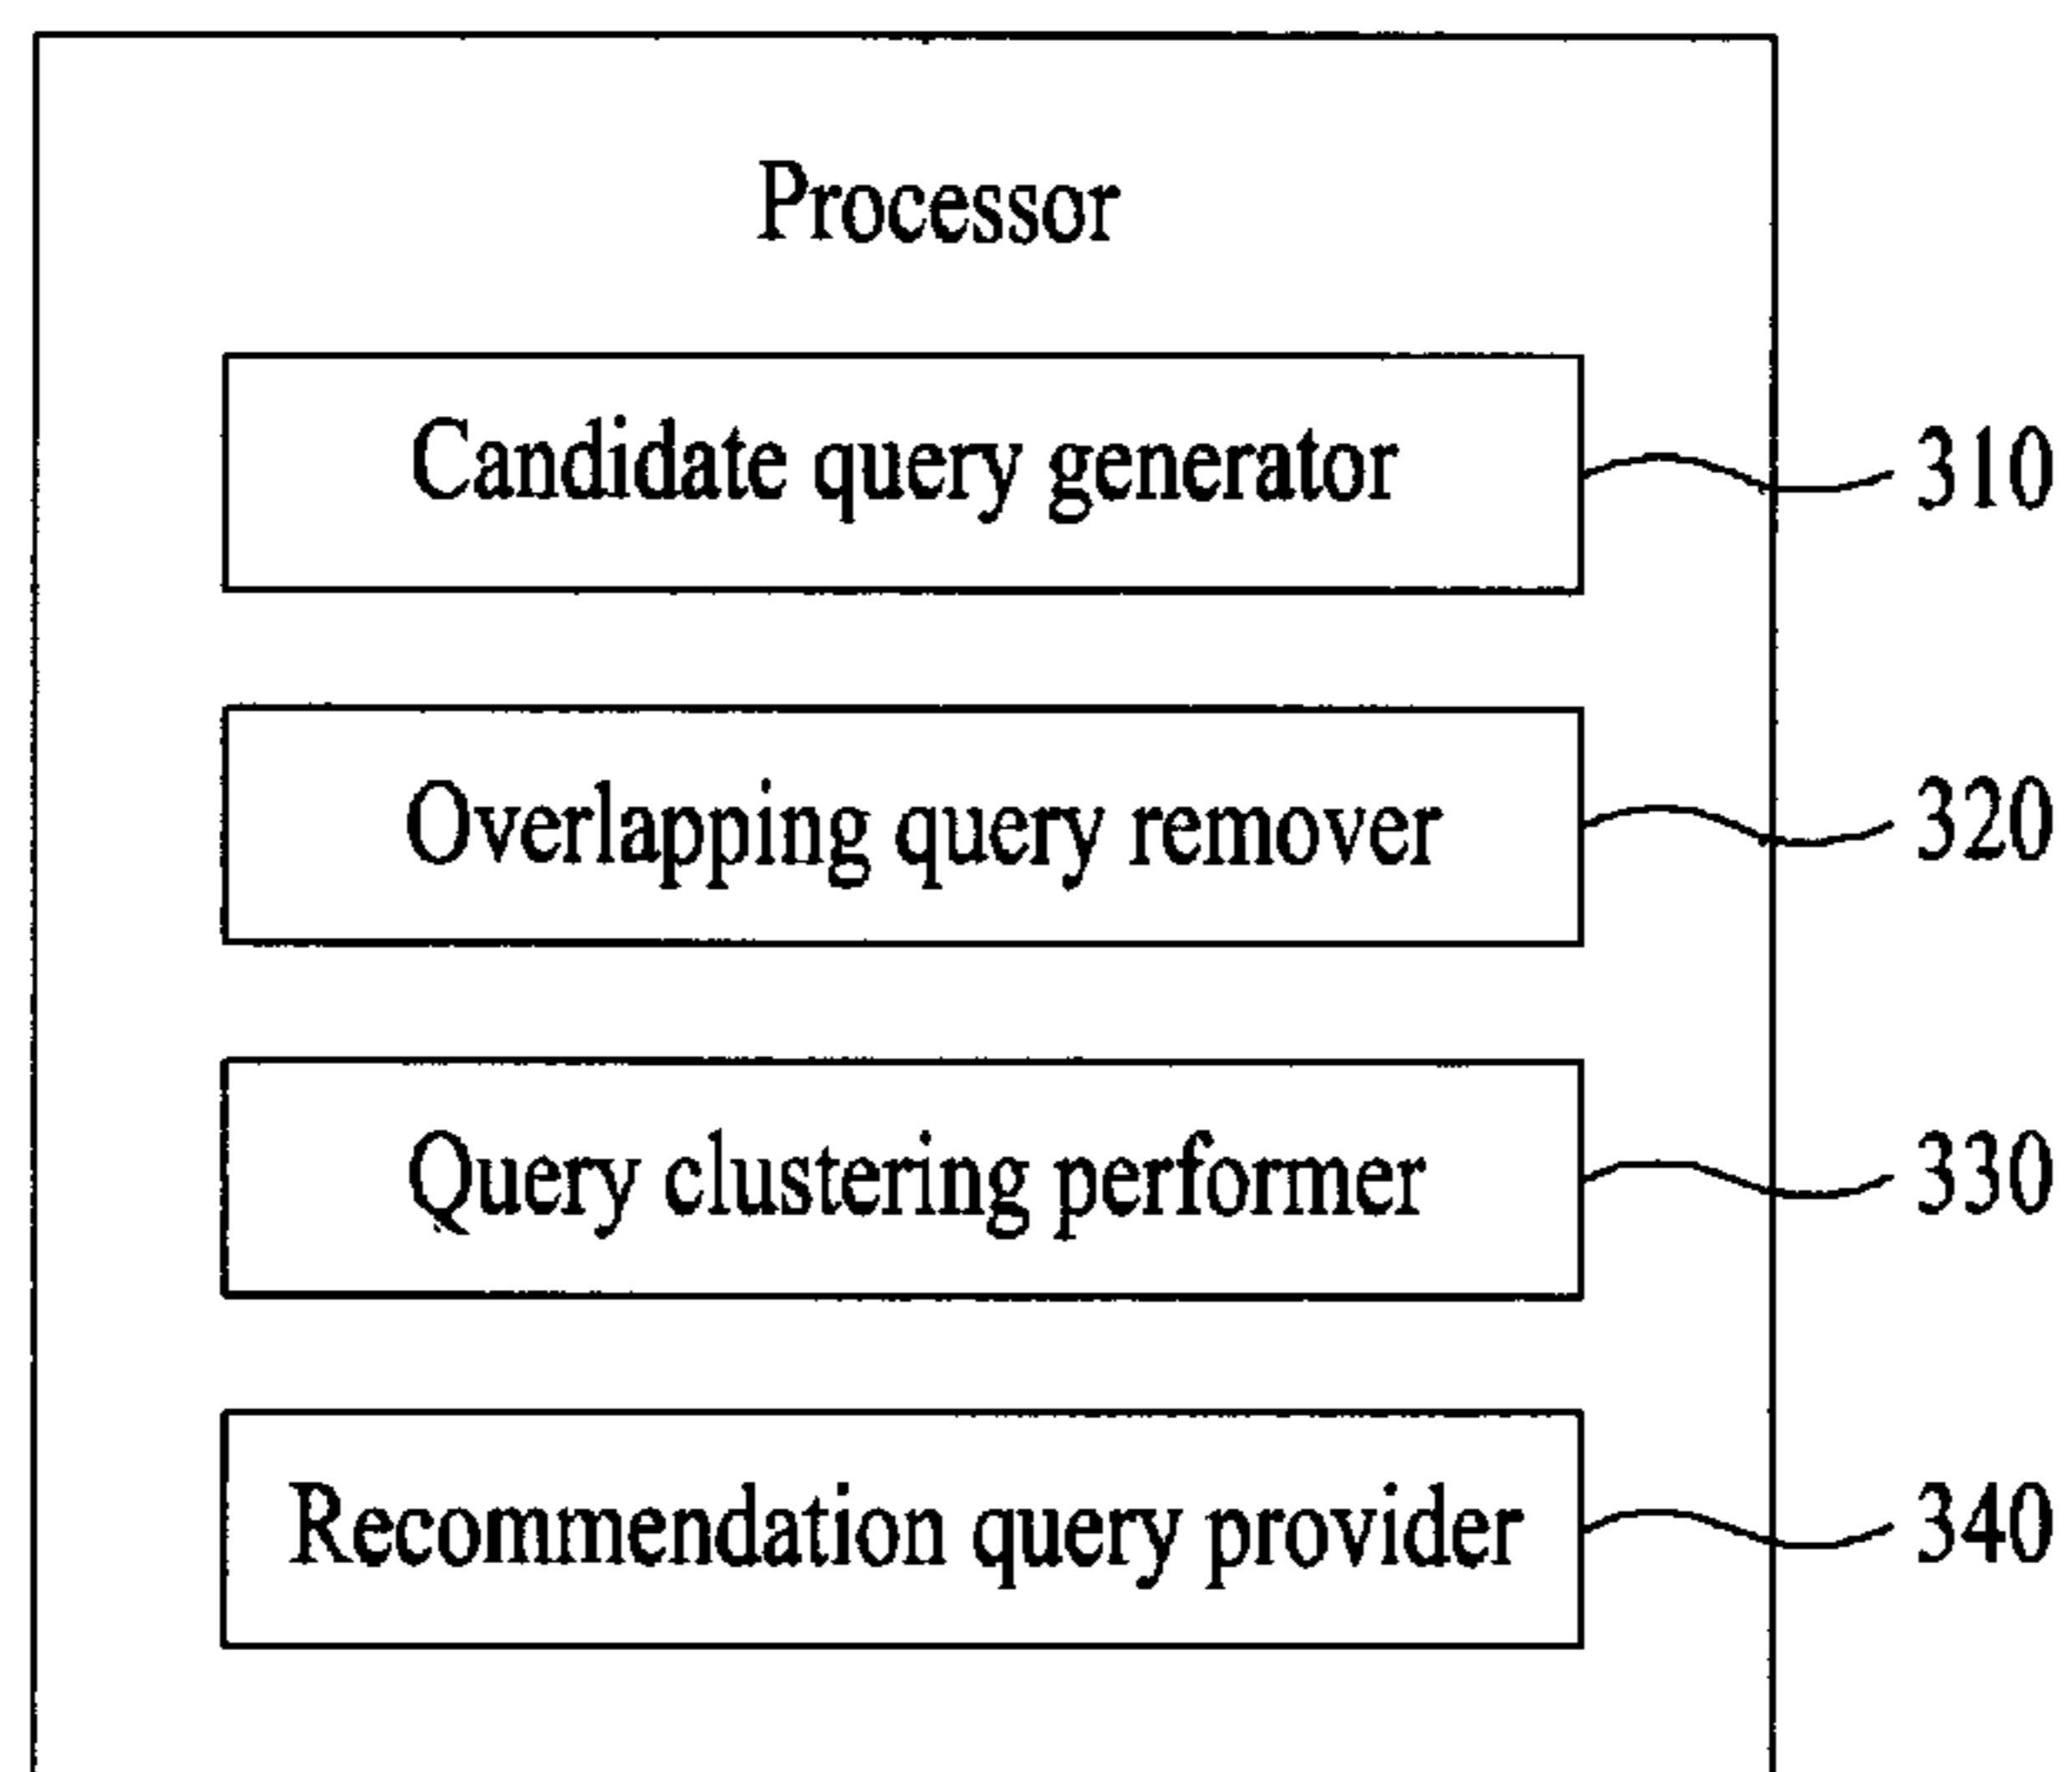 Processor
Candidate query generator 310
Overlapping query remover 320
Query clustering performer 330
Recommendation query provider 340